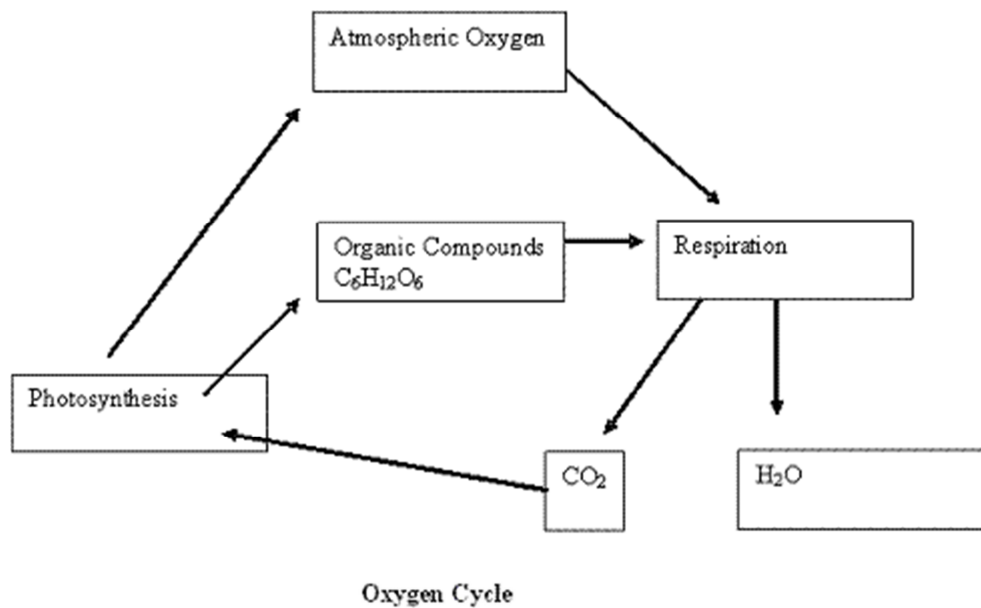 Atmospheric Oxygen
Organic Compounds
C₆H₁₂O₆
Respiration
Photosynthesis
CO₂
H₂O
Oxygen Cycle